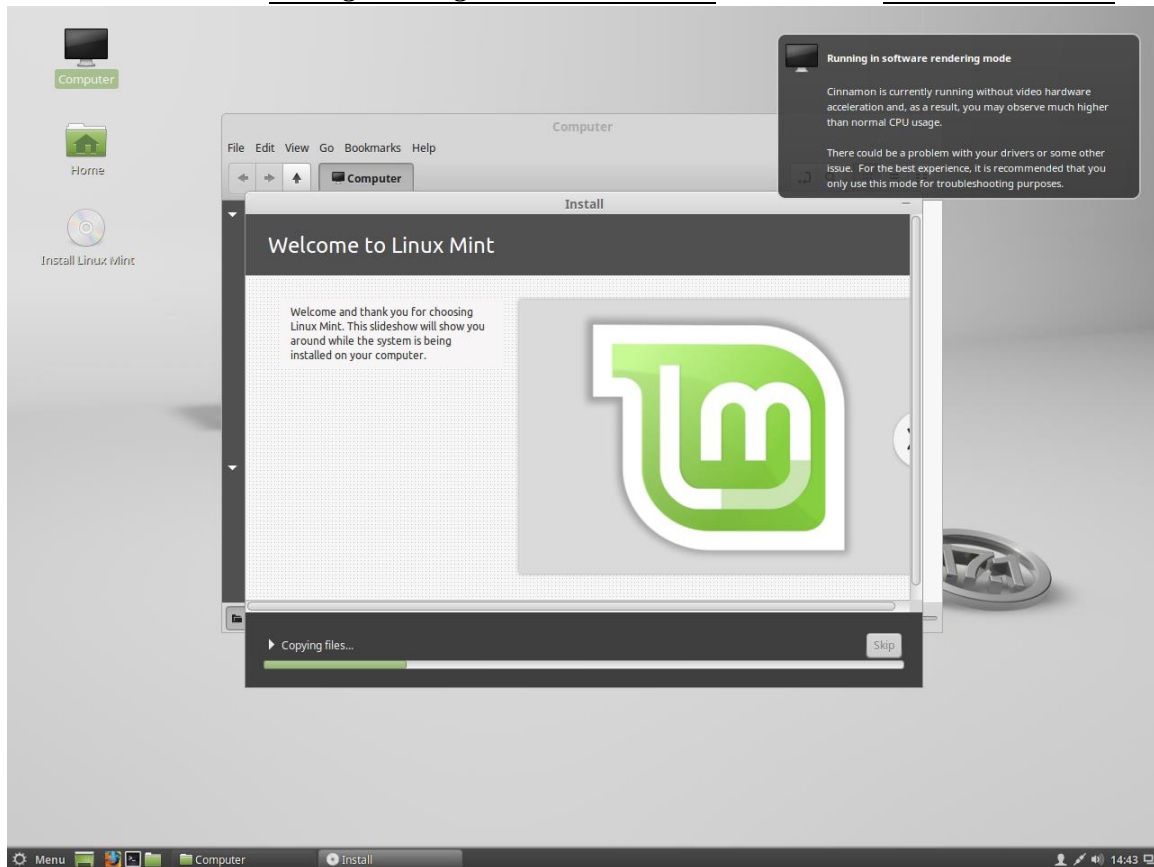 Computer
Home
Install Linux Mint
Running in software rendering mode
Cinnamon is currently running without video hardware
acceleration and, as a result, you may observe much higher
than normal CPU usage.
There could be a problem with your drivers or some other
issue. For the best experience, it is recommended that you
only use this mode for troubleshooting purposes.
Computer
File Edit View Go Bookmarks Help
Computer
Install
Welcome to Linux Mint
Welcome and thank you for choosing
Linux Mint. This slideshow will show you
around while the system is being
installed on your computer.
lm
17.1
Copying files...
Skip
Menu
Computer
Install
14:43